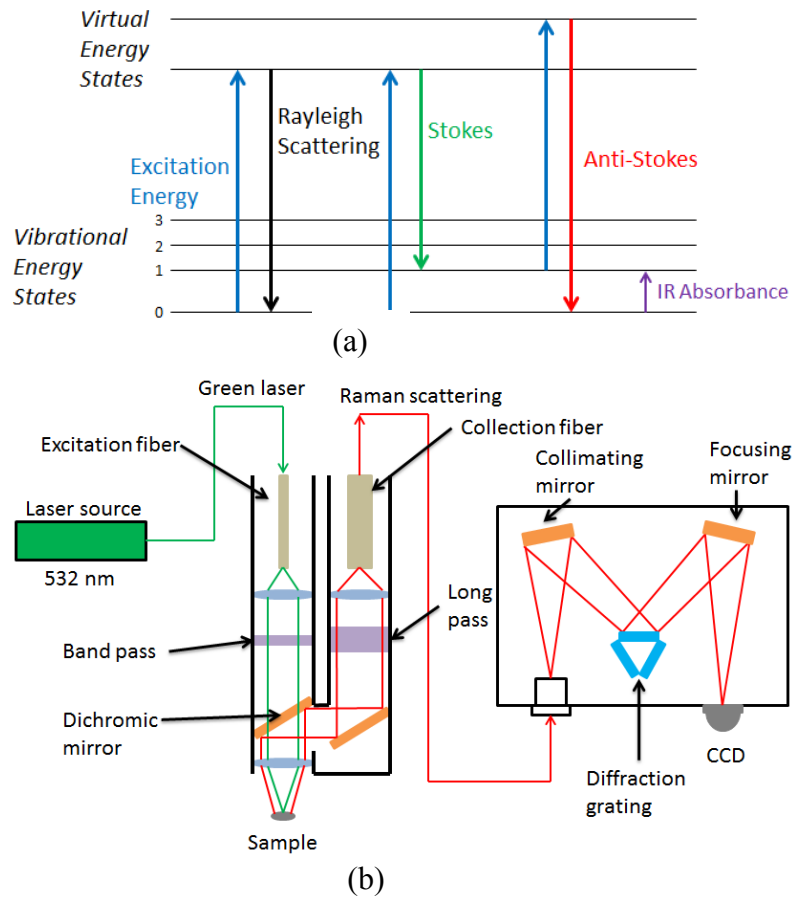 Virtual
Energy
States
Rayleigh
Scattering
Stokes
Anti-Stokes
Excitation
Energy
Vibrational
Energy
States
3
2
1
0
IR Absorbance
(a)
Green laser
Raman scattering
Excitation fiber
Collection fiber
Collimating
mirror
Focusing
mirror
Laser source
532 nm
Long
pass
Band pass
Dichromic
mirror
CCD
Diffraction
grating
Sample
(b)